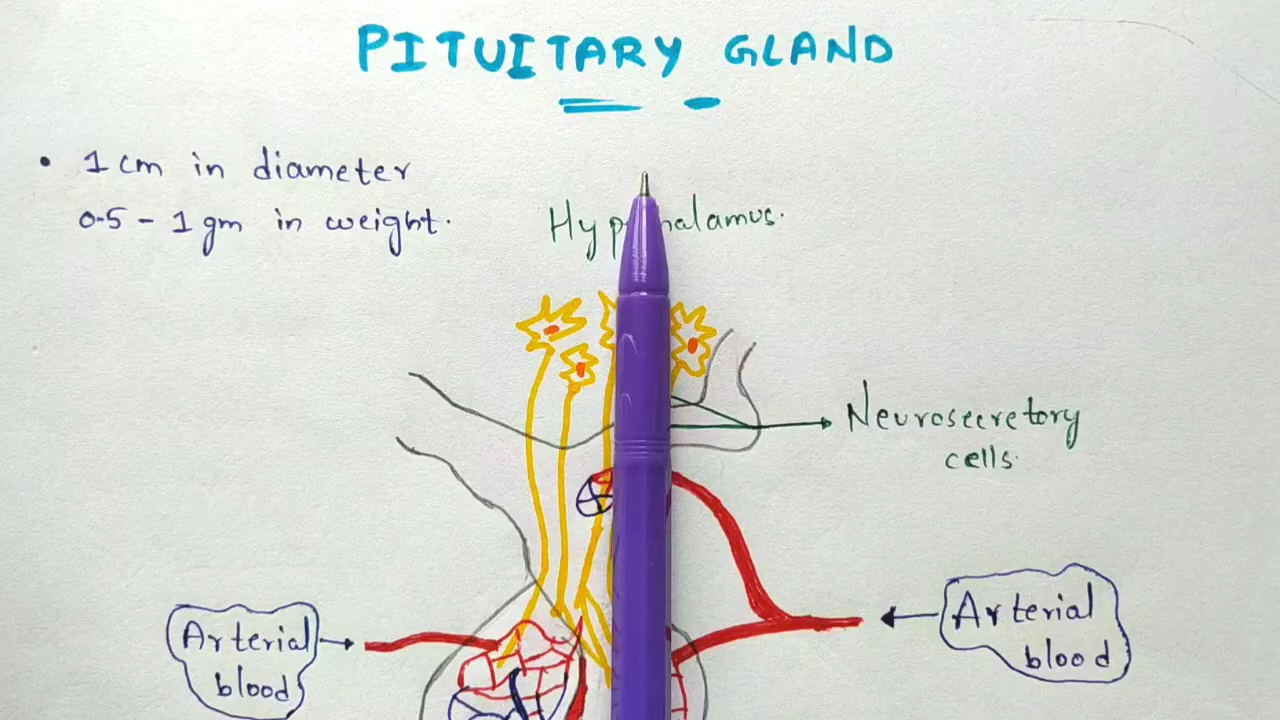 PITUITARY GLAND
• 1 cm in diameter
0.5 - 1 gm in weight.
Neurosecretory
cells.
Arterial
blood
Arterial
blood